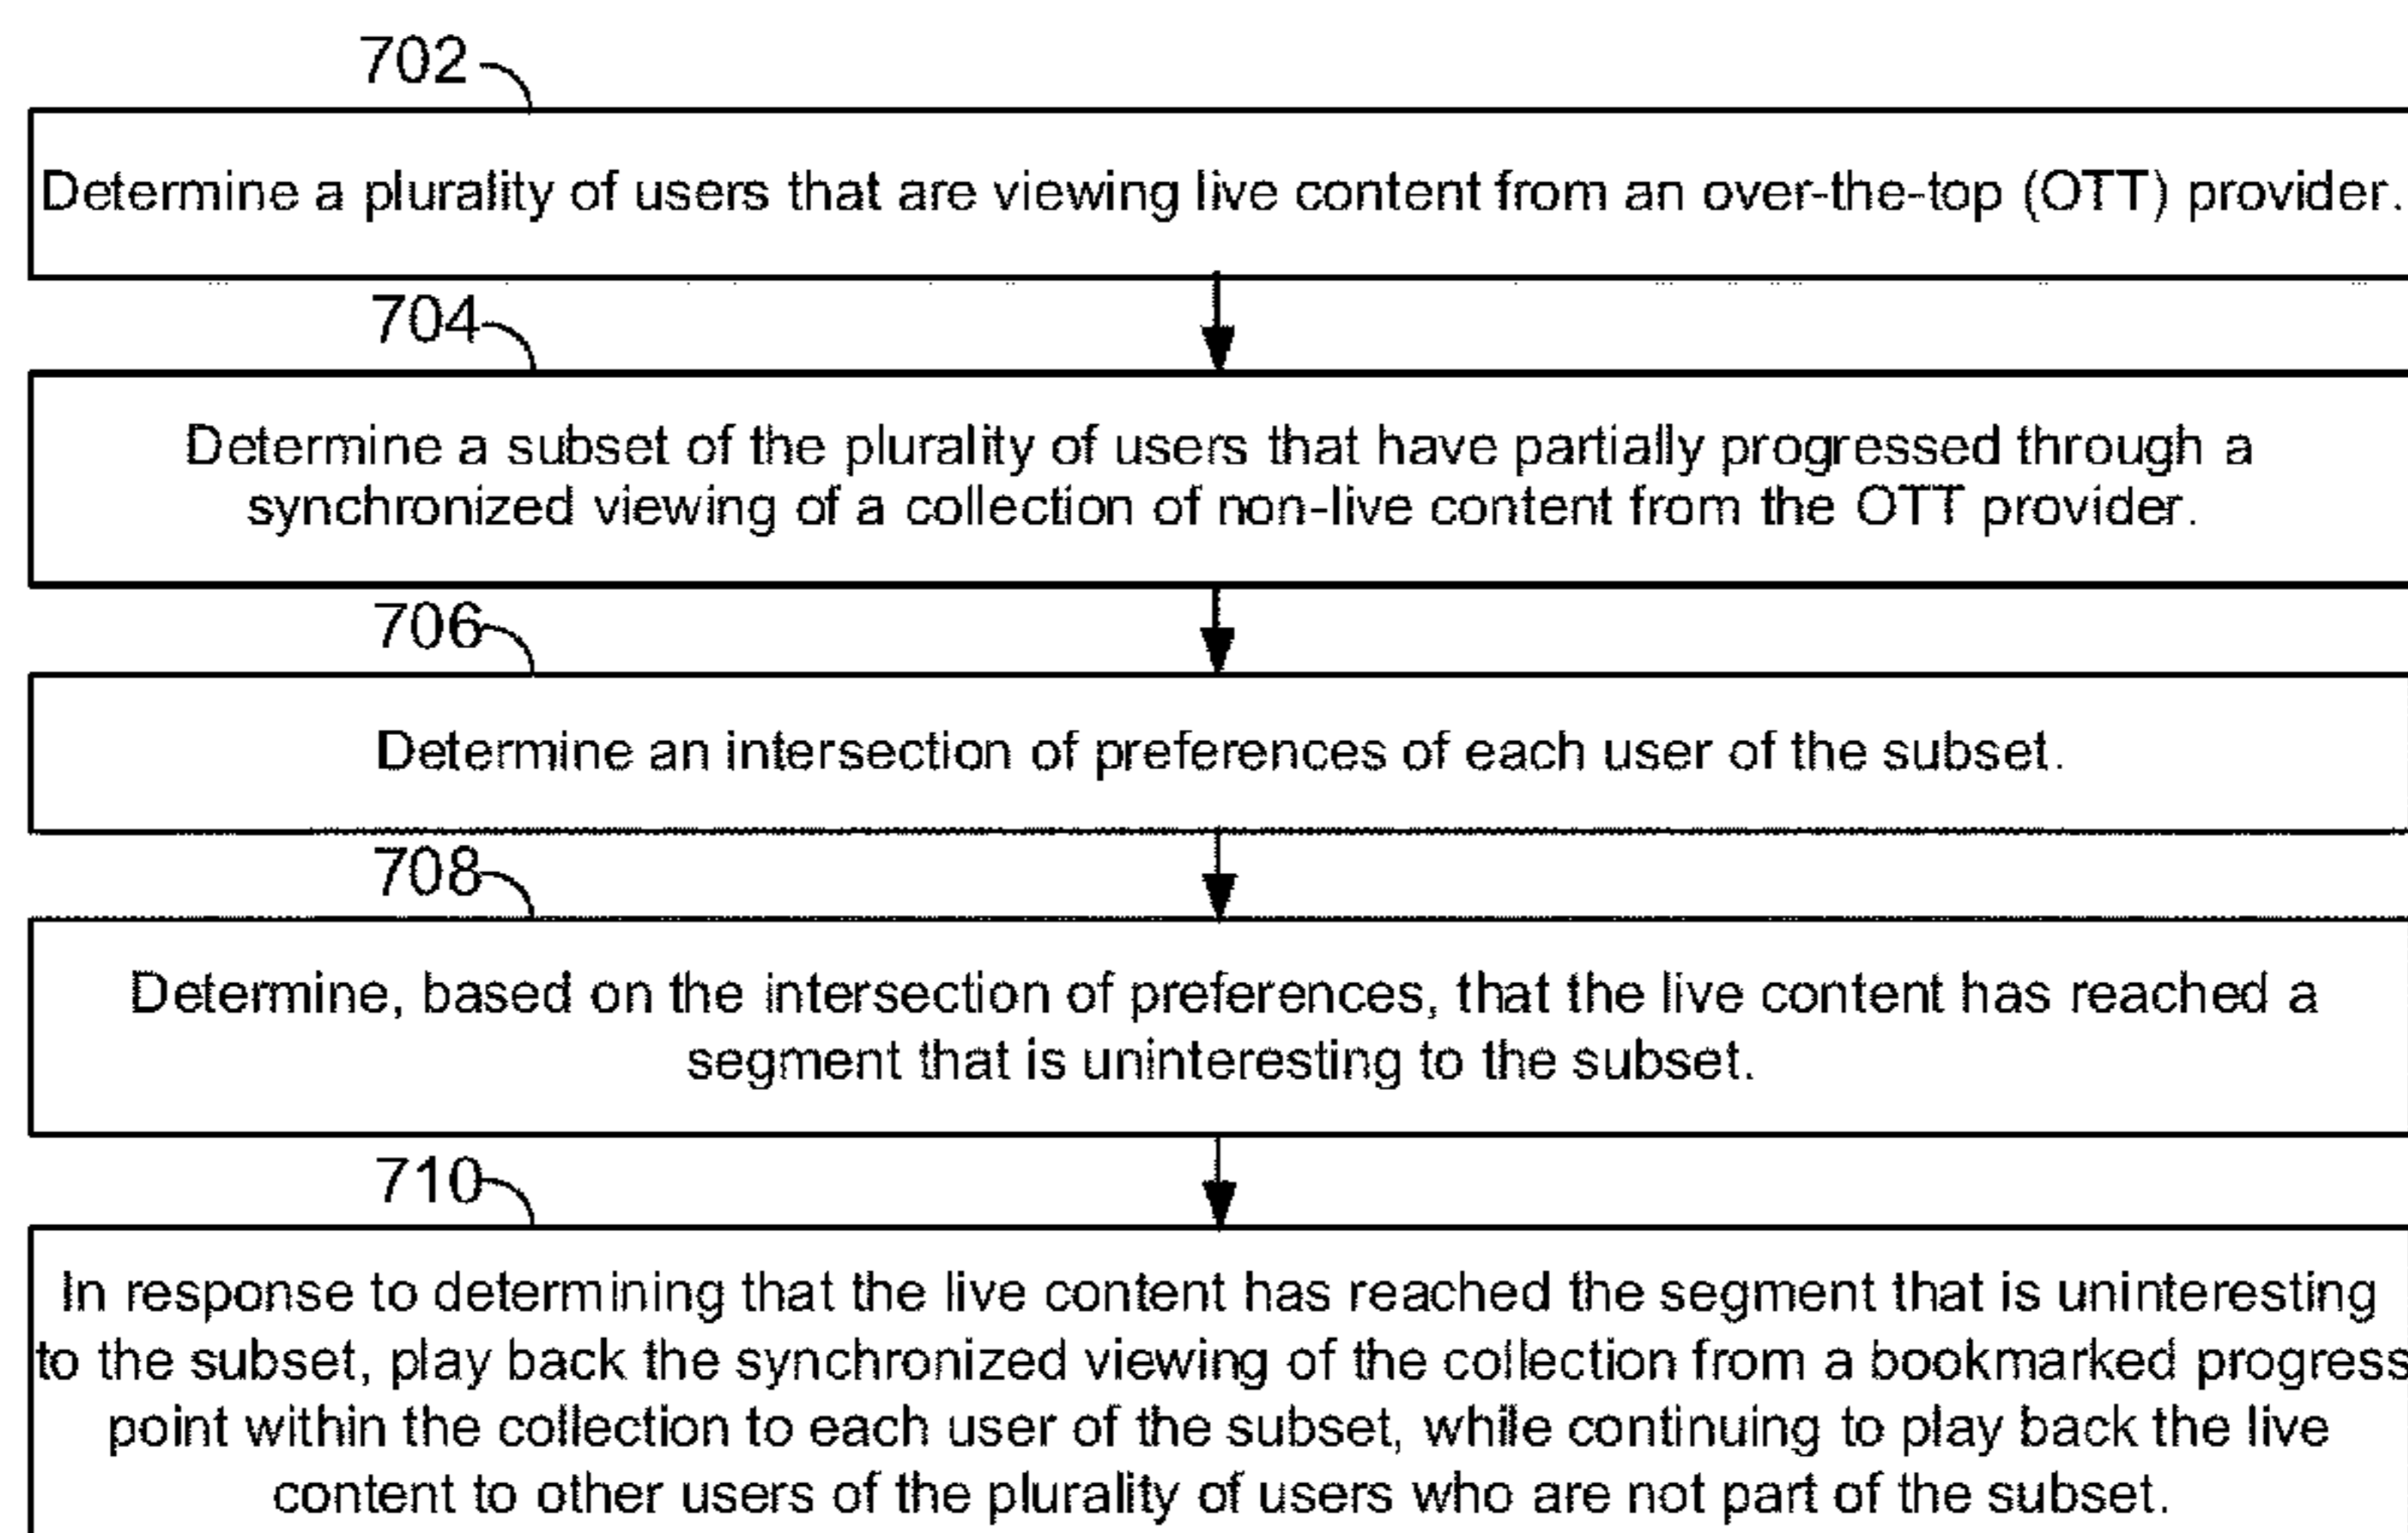 702
Determine a plurality of users that are viewing live content from an over-the-top (OTT) provider.
704
Determine a subset of the plurality of users that have partially progressed through a
synchronized viewing of a collection of non-live content from the OTT provider.
706
Determine an intersection of preferences of each user of the subset.
708
Determine, based on the intersection of preferences, that the live content has reached a
segment that is uninteresting to the subset.
710
In response to determining that the live content has reached the segment that is uninteresting
to the subset, play back the synchronized viewing of the collection from a bookmarked progress
point within the collection to each user of the subset, while continuing to play back the live
content to other users of the plurality of users who are not part of the subset.